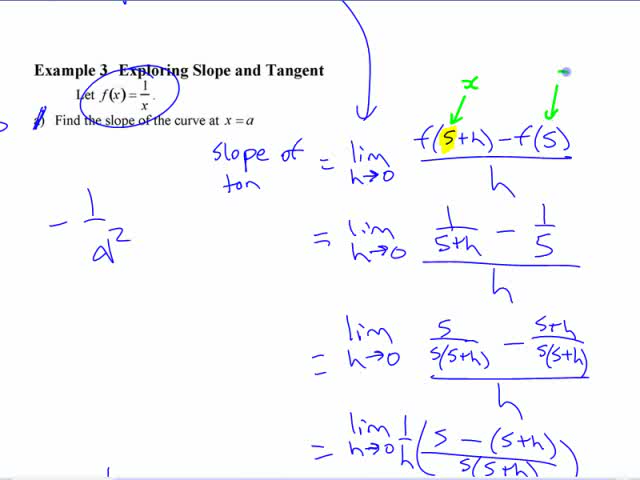 Example 3 Exploring Slope and Tangent
Let f(x) = 1/x.
a) Find the slope of the curve at x = a
x
slope of tan = lim h→0 (f(5+h) – f(5))/h
– 1/a²
= lim h→0 (1/(5+h) – 1/5)/h
= lim h→0 (5/(5(5+h)) – (5+h)/(5(5+h)))/h
= lim h→0 1/h ( (5 – (5+h))/(5(5+h)) )